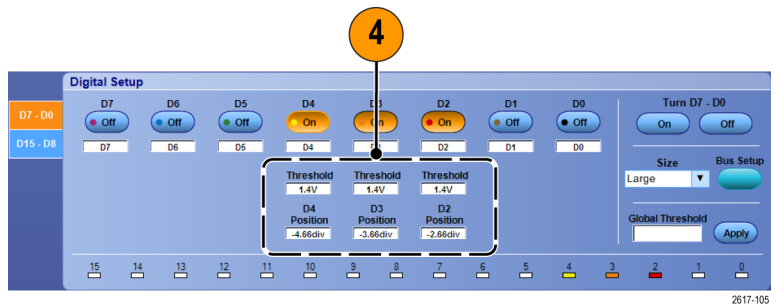 4
Digital Setup
D7 - D0
D15 - D8
D7 D6 D5 D4 D3 D2 D1 D0
Off Off Off On On On Off Off
D7 D6 D5 D4 D3 D2 D1 D0
Threshold Threshold Threshold
1.4V 1.4V 1.4V
D4 D3 D2
Position Position Position
-4.66div -3.66div -2.66div
Turn D7 - D0
On Off
Size Bus Setup
Large
Global Threshold
Apply
15 14 13 12 11 10 9 8 7 6 5 4 3 2 1 0
2617-105